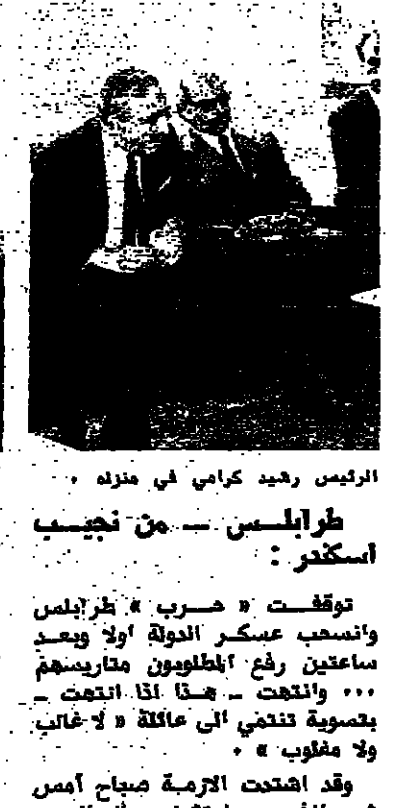 الرئيس رشيد كرامي في منزله .
طرابلس — من نجيب
اسكندر :
توقفت « حرب » طرابلس
وانسحب عسكر الدولة اولا وبعد
ساعتين رفع المطلوبون متاريسهم
... وانتهت - هذا اذا انتهت -
بتسوية تنتمي الى عائلة « لا غالب
ولا مغلوب » .
وقد اشتدت الازمة صباح أمس